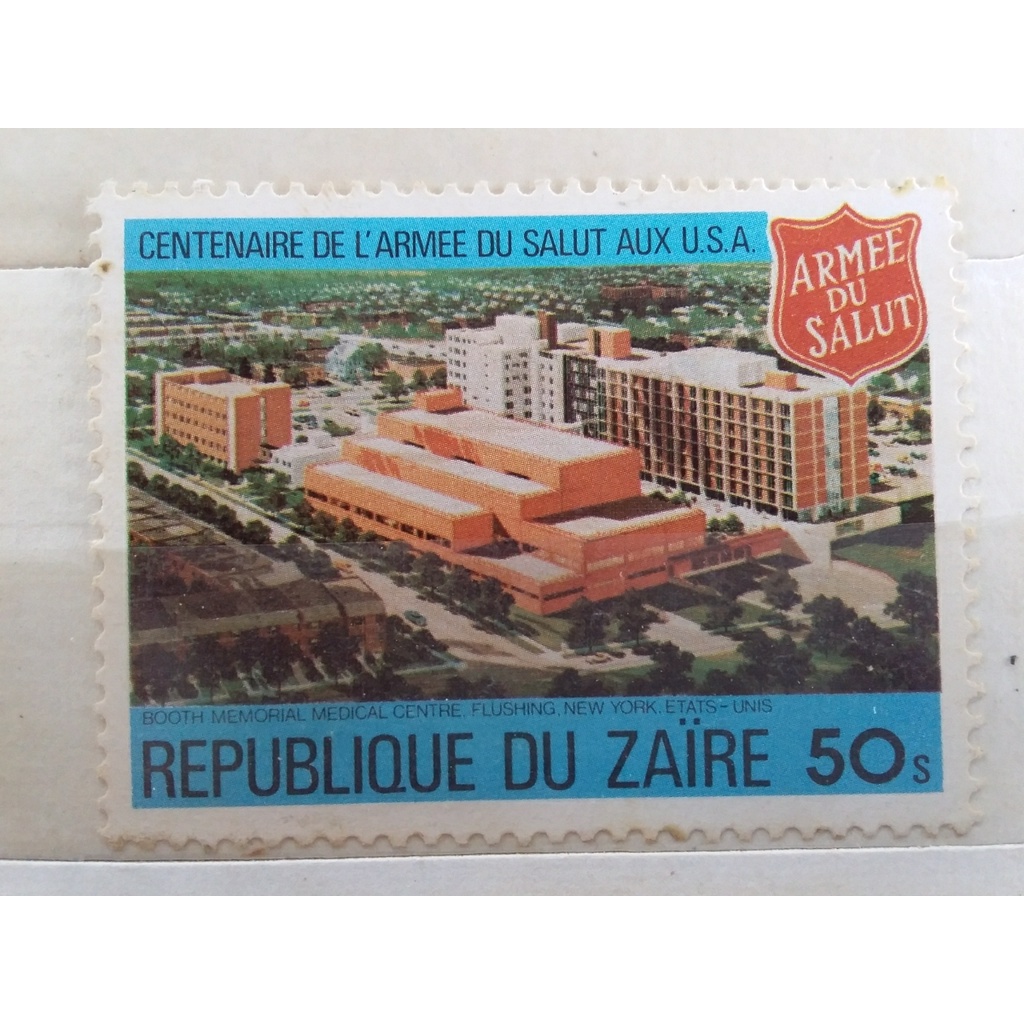 CENTENAIRE DE L'ARMEE DU SALUT AUX U.S.A.
ARMEE
DU
SALUT
BOOTH MEMORIAL MEDICAL CENTRE, FLUSHING, NEW YORK, ETATS-UNIS
REPUBLIQUE DU ZAÏRE 50s